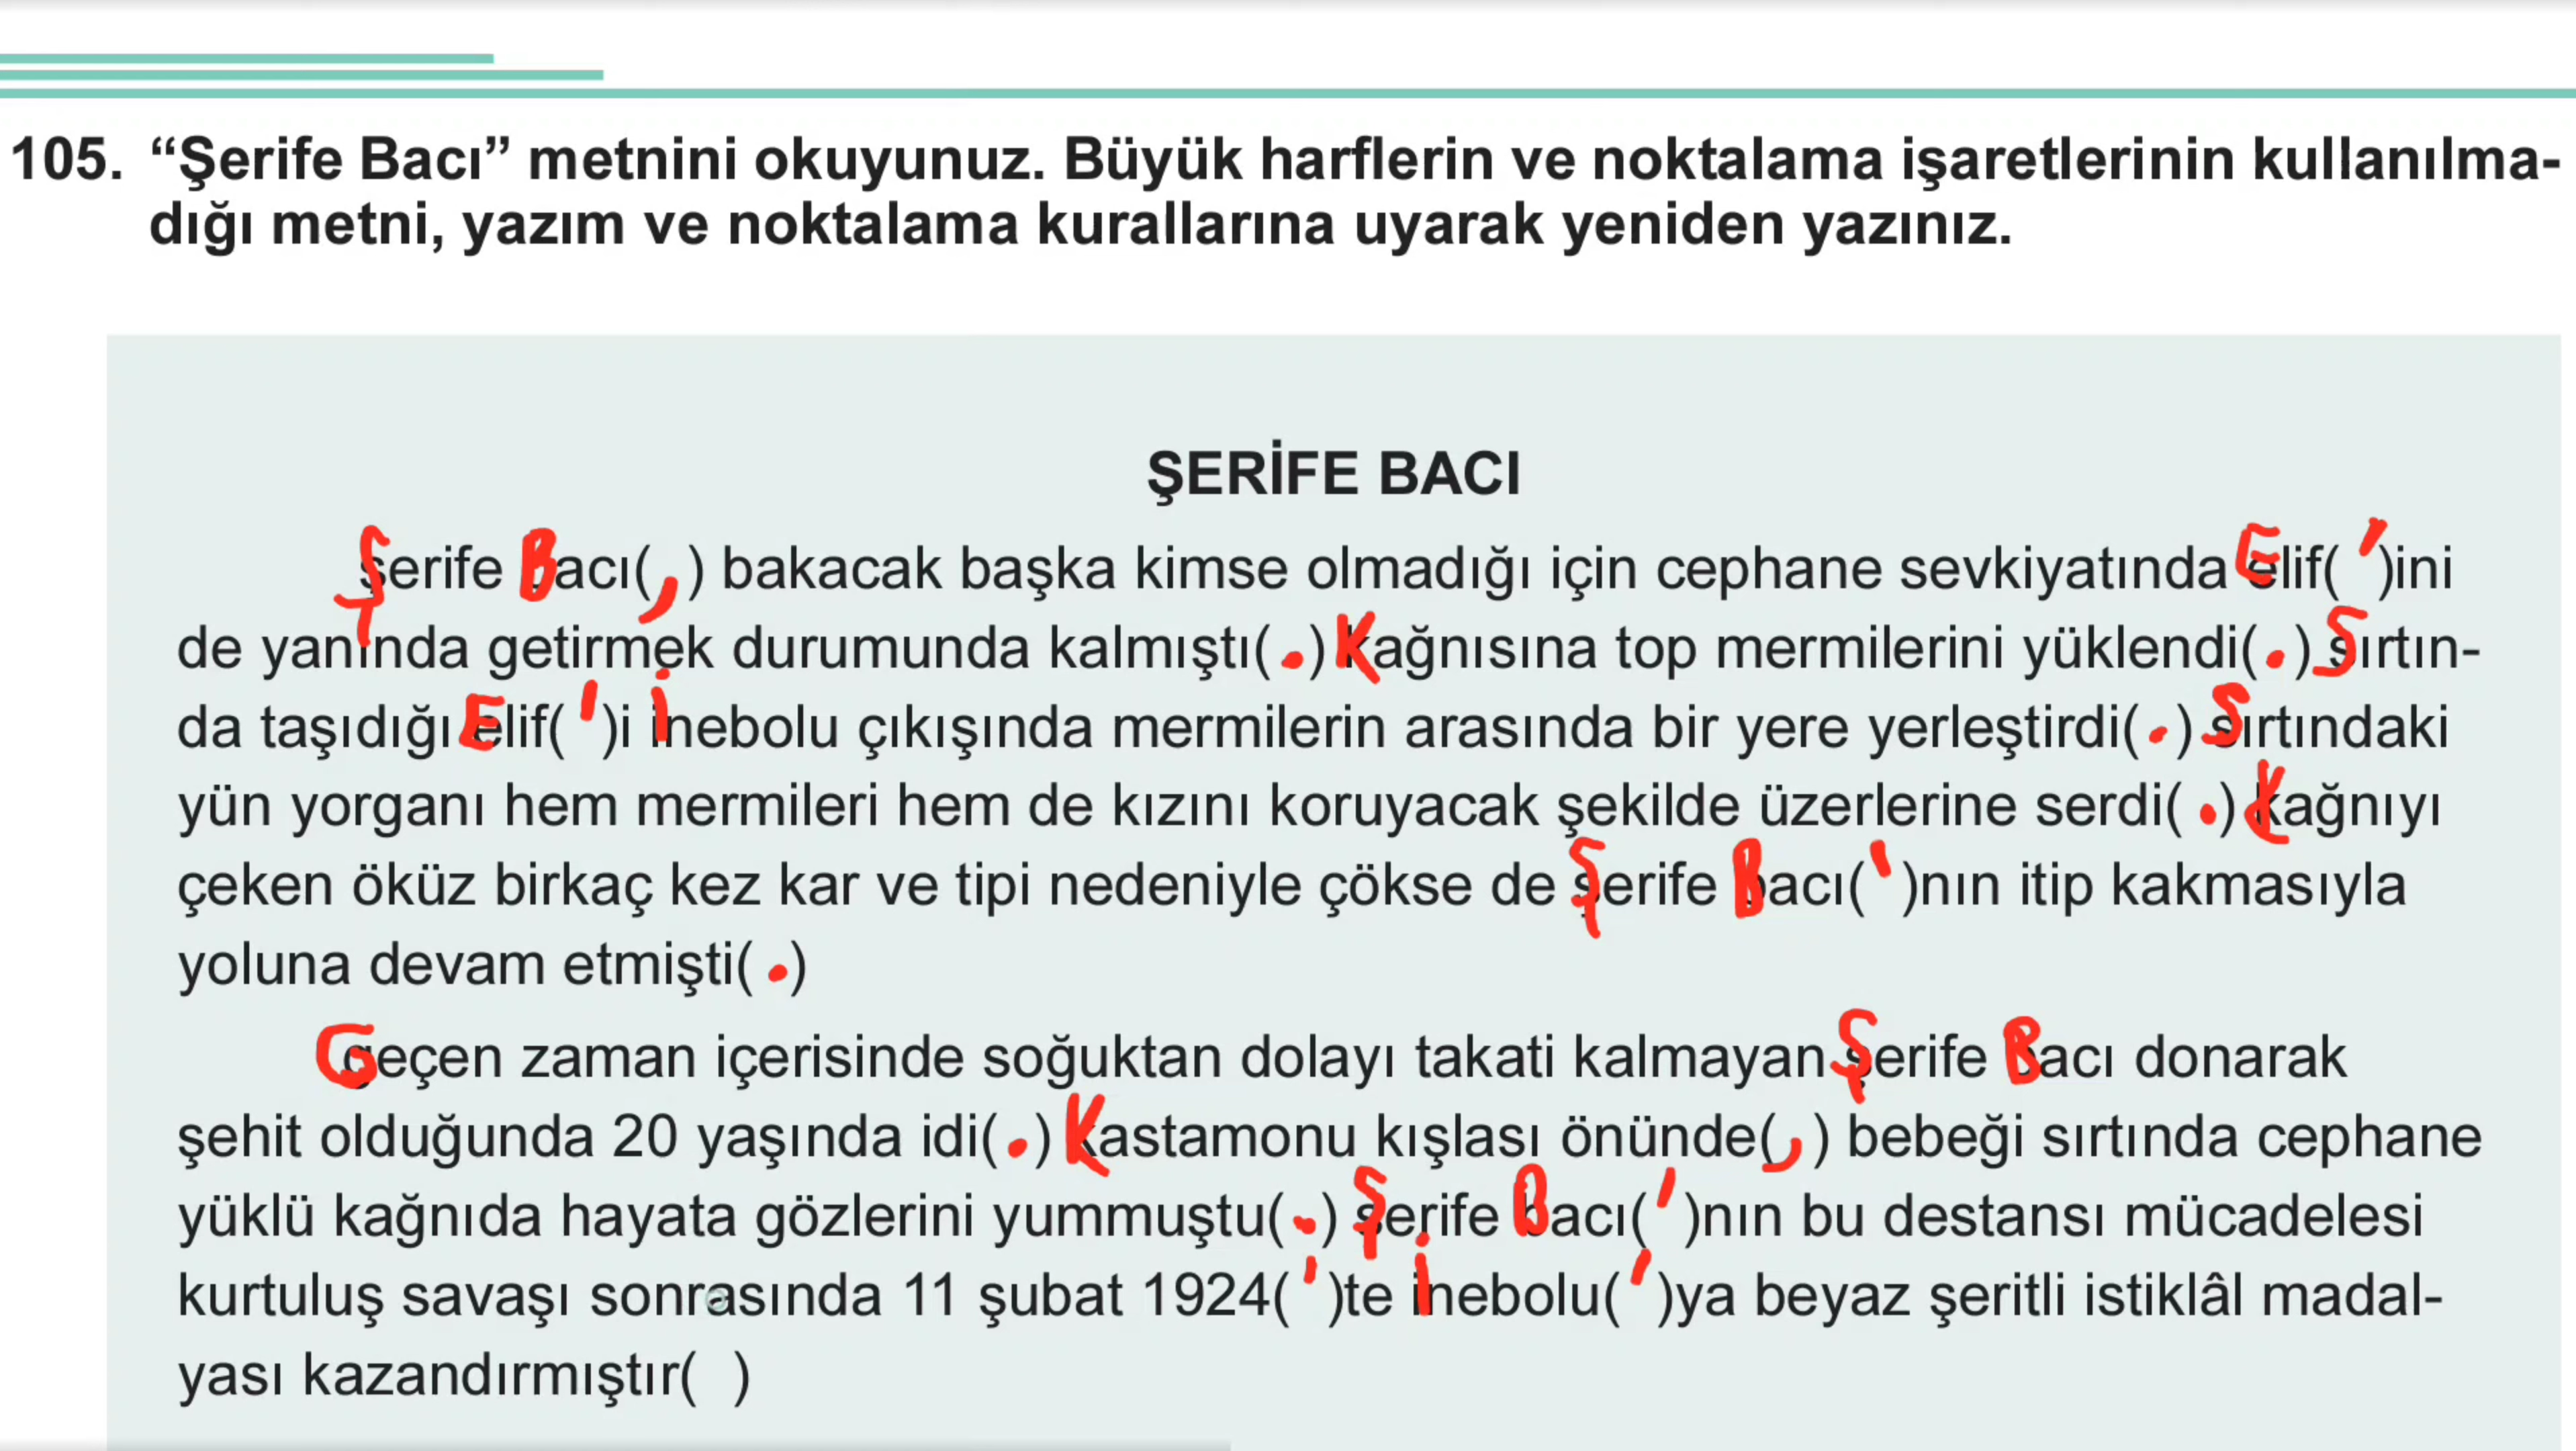 105. “Şerife Bacı” metnini okuyunuz. Büyük harflerin ve noktalama işaretlerinin kullanılma-
dığı metni, yazım ve noktalama kurallarına uyarak yeniden yazınız.
ŞERİFE BACI
Şerife Bacı(,) bakacak başka kimse olmadığı için cephane sevkiyatında Elif(')ini
de yanında getirmek durumunda kalmıştı(.) Kağnısına top mermilerini yüklendi(.) Sırtın-
da taşıdığı Elif(')i İnebolu çıkışında mermilerin arasında bir yere yerleştirdi(.) Sırtındaki
yün yorganı hem mermileri hem de kızını koruyacak şekilde üzerlerine serdi(.) Kağnıyı
çeken öküz birkaç kez kar ve tipi nedeniyle çökse de Şerife Bacı(')nın itip kakmasıyla
yoluna devam etmişti(.)
Geçen zaman içerisinde soğuktan dolayı takati kalmayan Şerife Bacı donarak
şehit olduğunda 20 yaşında idi(.) Kastamonu kışlası önünde(,) bebeği sırtında cephane
yüklü kağnıda hayata gözlerini yummuştu(.) Şerife Bacı(')nın bu destansı mücadelesi
kurtuluş savaşı sonrasında 11 şubat 1924(')te İnebolu(')ya beyaz şeritli istiklâl madal-
yası kazandırmıştır( )